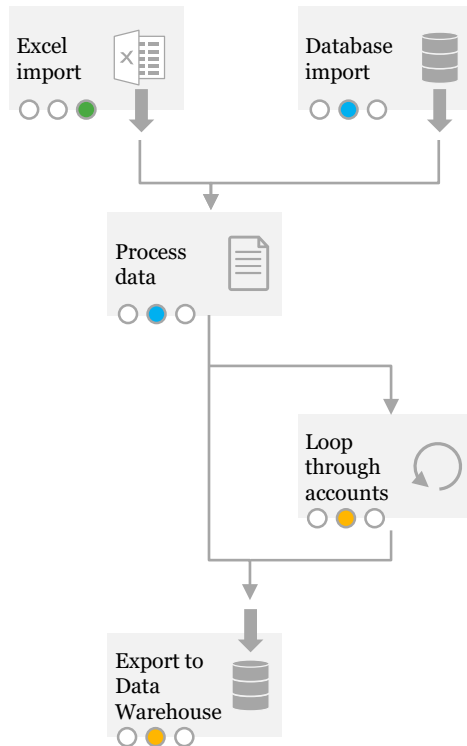 Excel
import
Database
import
Process
data
Loop
through
accounts
Export to
Data
Warehouse